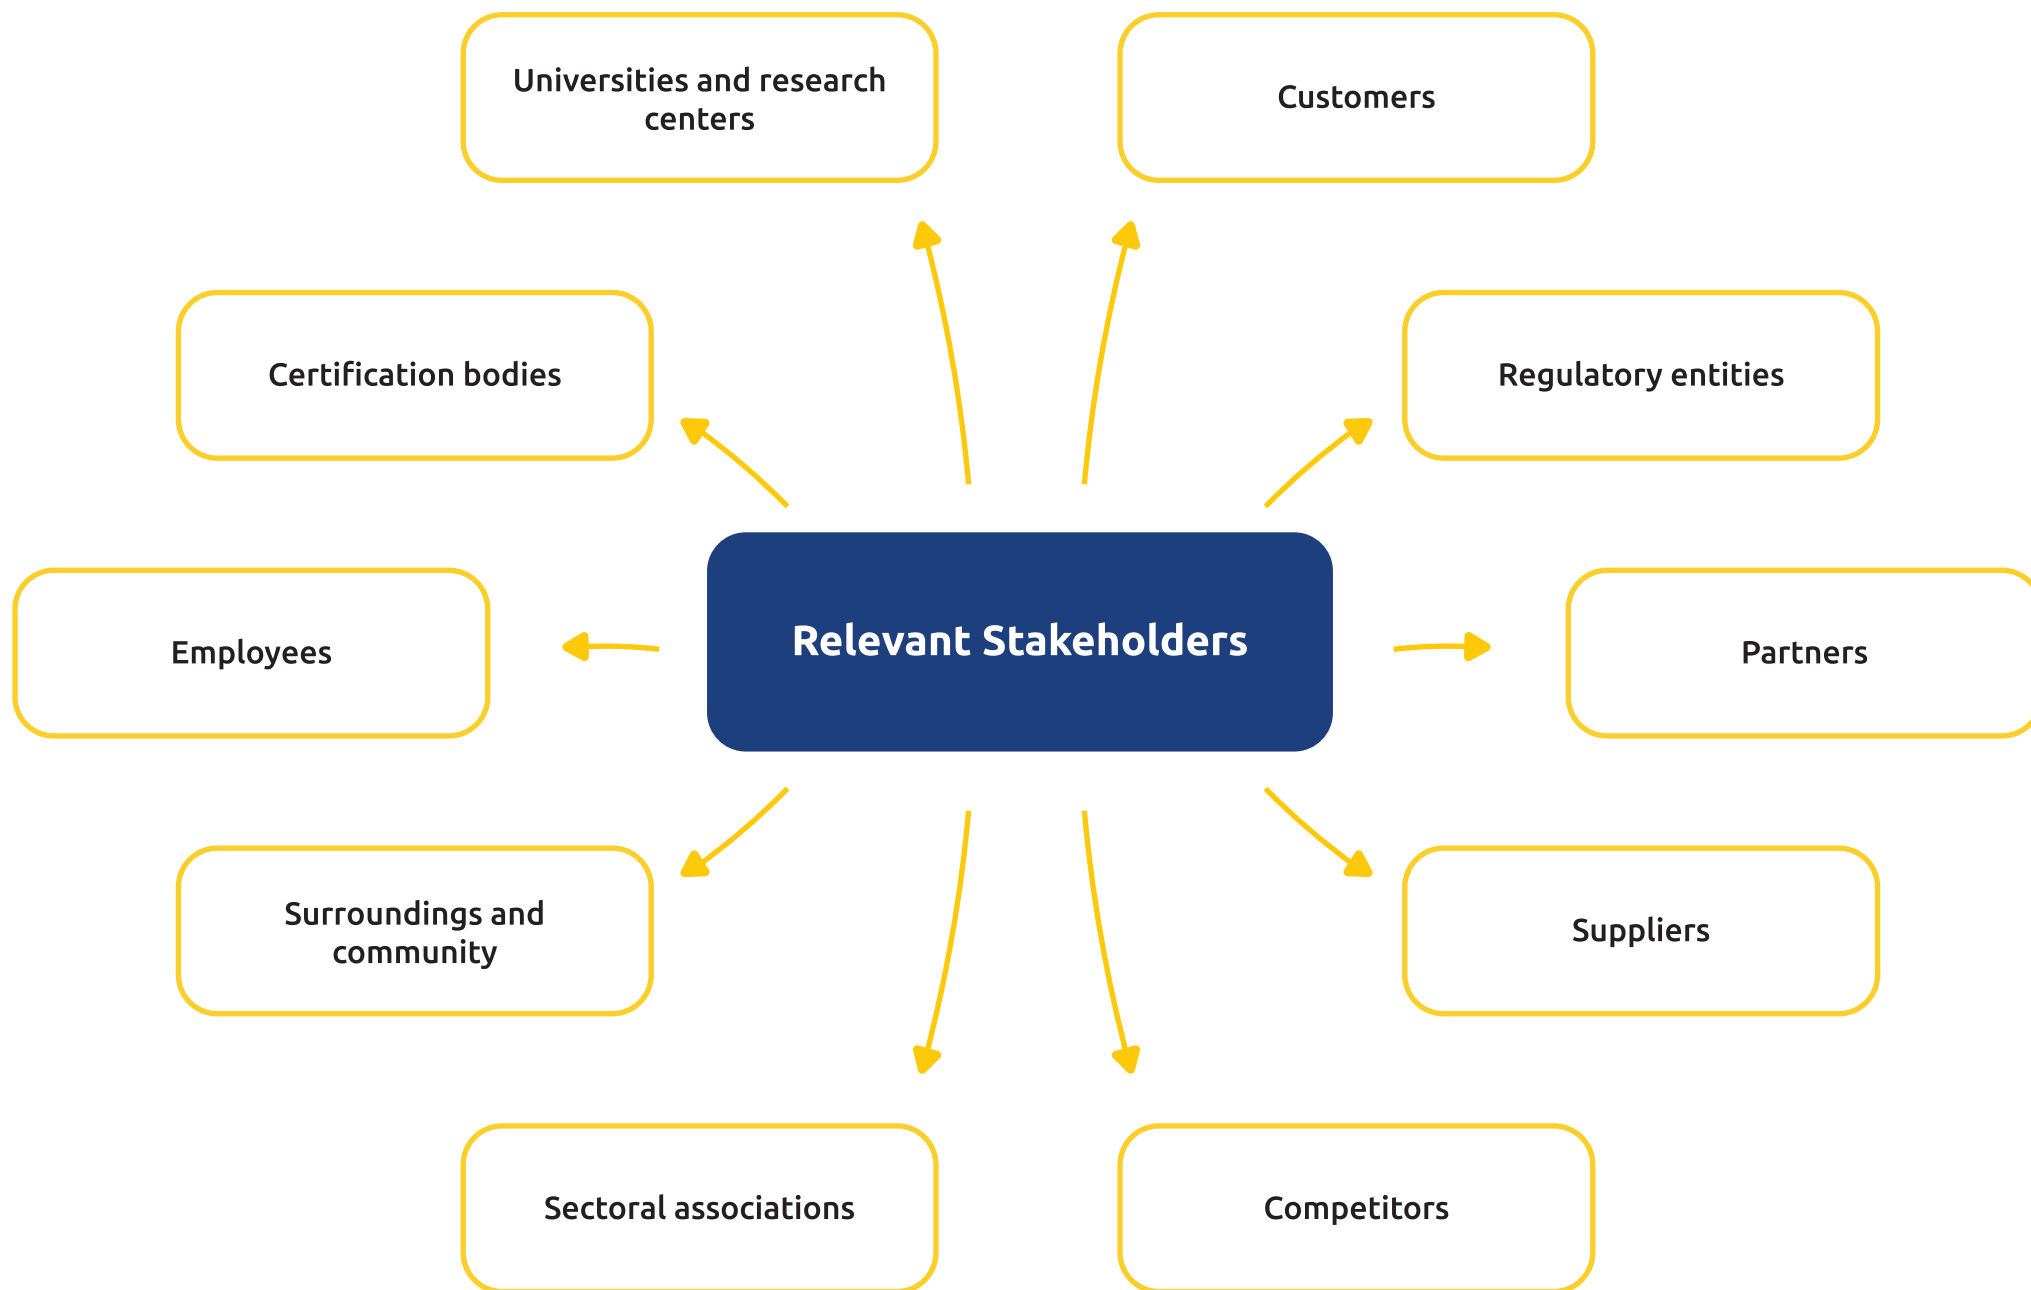 Universities and research
centers
Customers
Certification bodies
Regulatory entities
Employees
Relevant Stakeholders
Partners
Surroundings and
community
Suppliers
Sectoral associations
Competitors